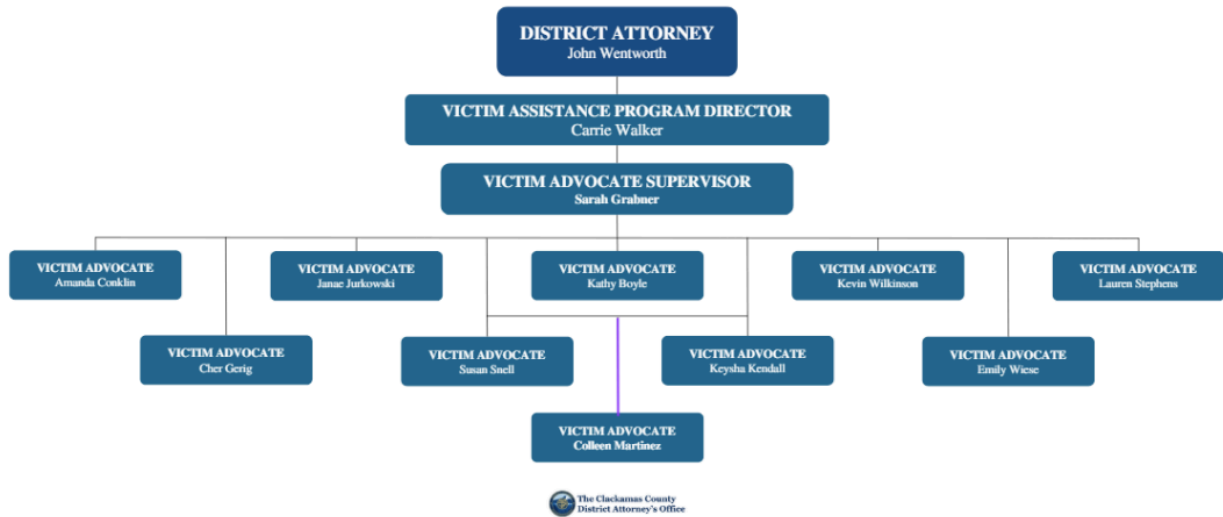 DISTRICT ATTORNEY
John Wentworth
VICTIM ASSISTANCE PROGRAM DIRECTOR
Carrie Walker
VICTIM ADVOCATE SUPERVISOR
Sarah Grabner
VICTIM ADVOCATE
Amanda Conklin
VICTIM ADVOCATE
Janae Jurkowski
VICTIM ADVOCATE
Kathy Boyle
VICTIM ADVOCATE
Kevin Wilkinson
VICTIM ADVOCATE
Lauren Stephens
VICTIM ADVOCATE
Cher Gerig
VICTIM ADVOCATE
Susan Snell
VICTIM ADVOCATE
Keysha Kendall
VICTIM ADVOCATE
Emily Wiese
VICTIM ADVOCATE
Colleen Martinez
The Clackamas County
District Attorney's Office